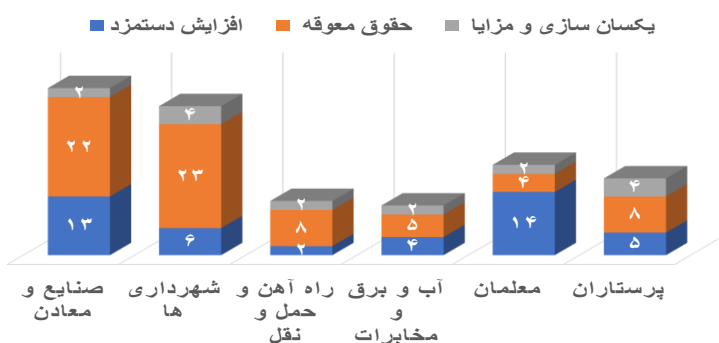 افزایش دستمزد حقوق معوقه یکسان سازی و مزایا
۲
۲۲
۱۳
۴
۲۳
۶
۲
۸
۲
۲
۵
۴
۲
۴
۱۴
۴
۸
۵
صنایع و
معادن
شهرداری
ها
راه آهن و
حمل و
نقل
آب و برق
و
مخابرات
معلمان
پرستاران